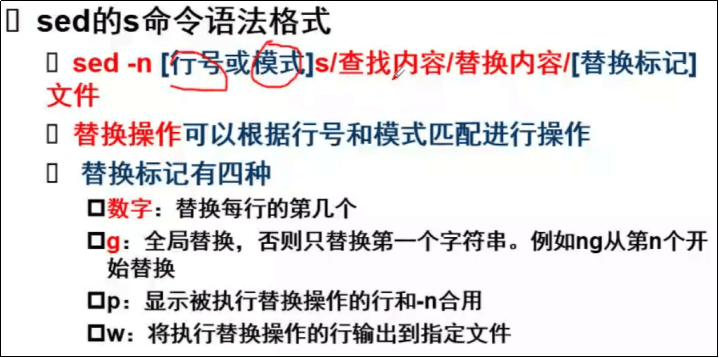 sed的s命令语法格式
sed -n [行号或模式]s/查找内容/替换内容/[替换标记]
文件
替换操作可以根据行号和模式匹配进行操作
替换标记有四种
数字：替换每行的第几个
g：全局替换，否则只替换第一个字符串。例如ng从第n个开
始替换
p：显示被执行替换操作的行和-n合用
w：将执行替换操作的行输出到指定文件